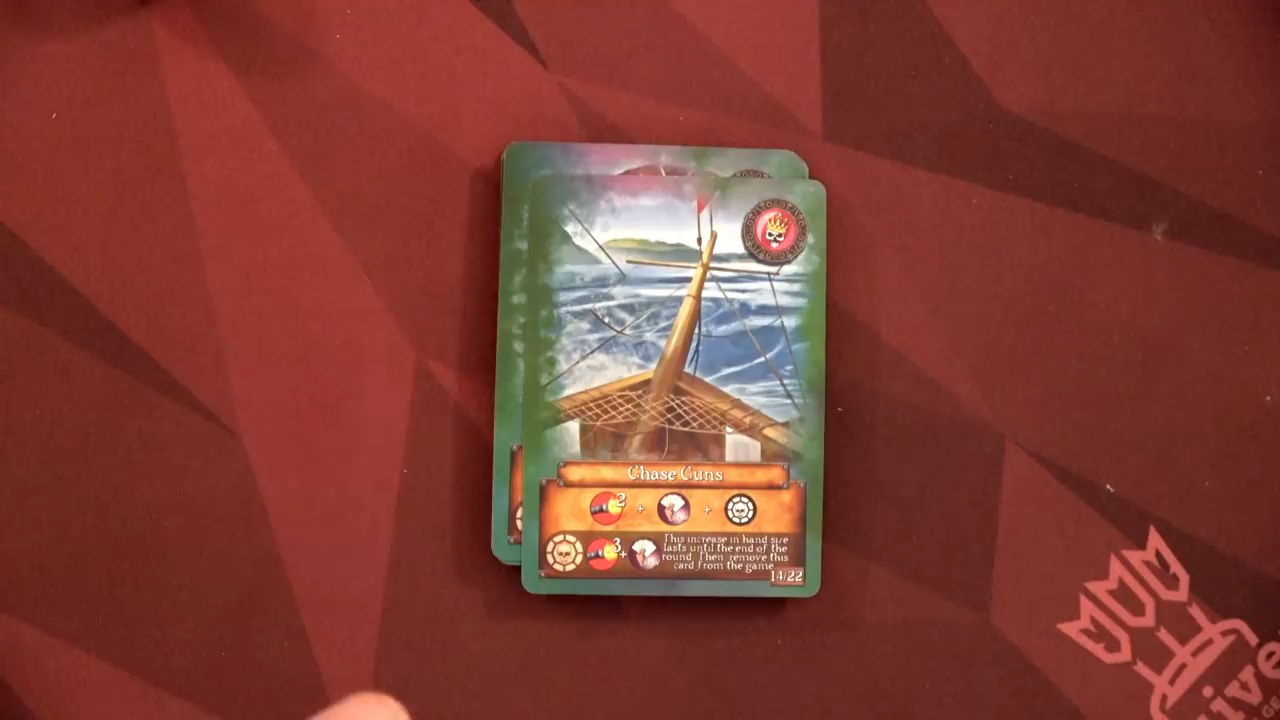 Chase Guns
2 + +
3 + This increase in hand size
lasts until the end of the
round. Then remove this
card from the game
14/22
ive